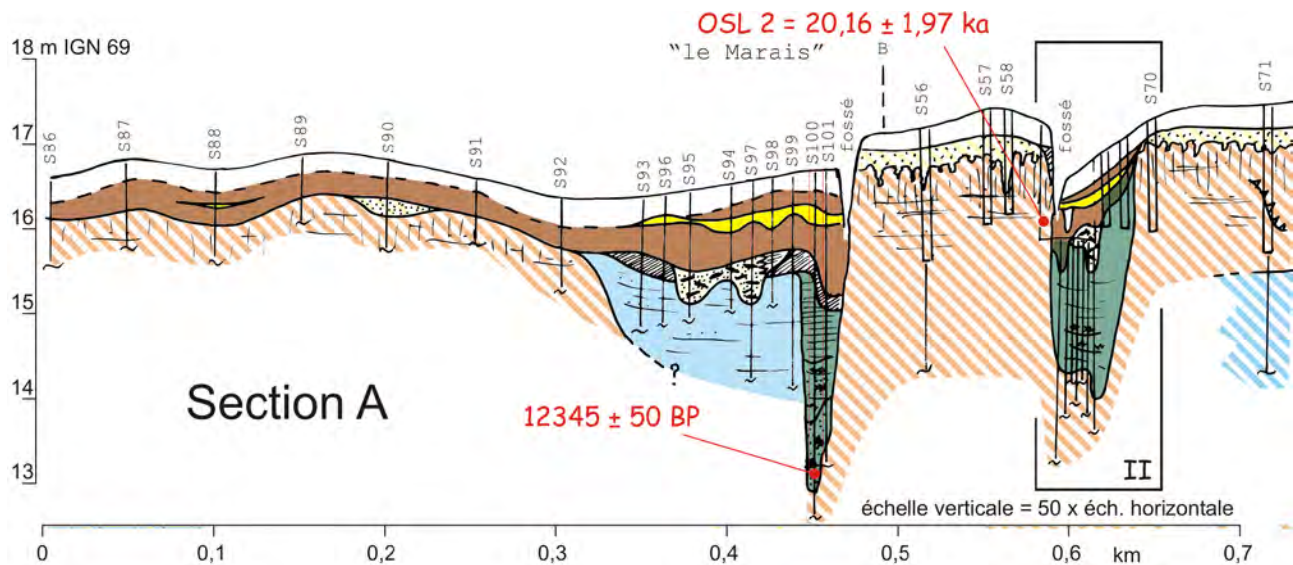 OSL 2 = 20,16 ± 1,97 ka
18 m IGN 69
"le Marais"
B
S86
S87
S88
S89
S90
S91
S92
S93
S96
S95
S94
S97
S98
S99
S100
S101
fossé
S56
S57
S58
fossé
S70
S71
17
16
15
14
13
?
Section A
12345 ± 50 BP
II
échelle verticale = 50 x éch. horizontale
0
0,1
0,2
0,3
0,4
0,5
0,6
km
0,7